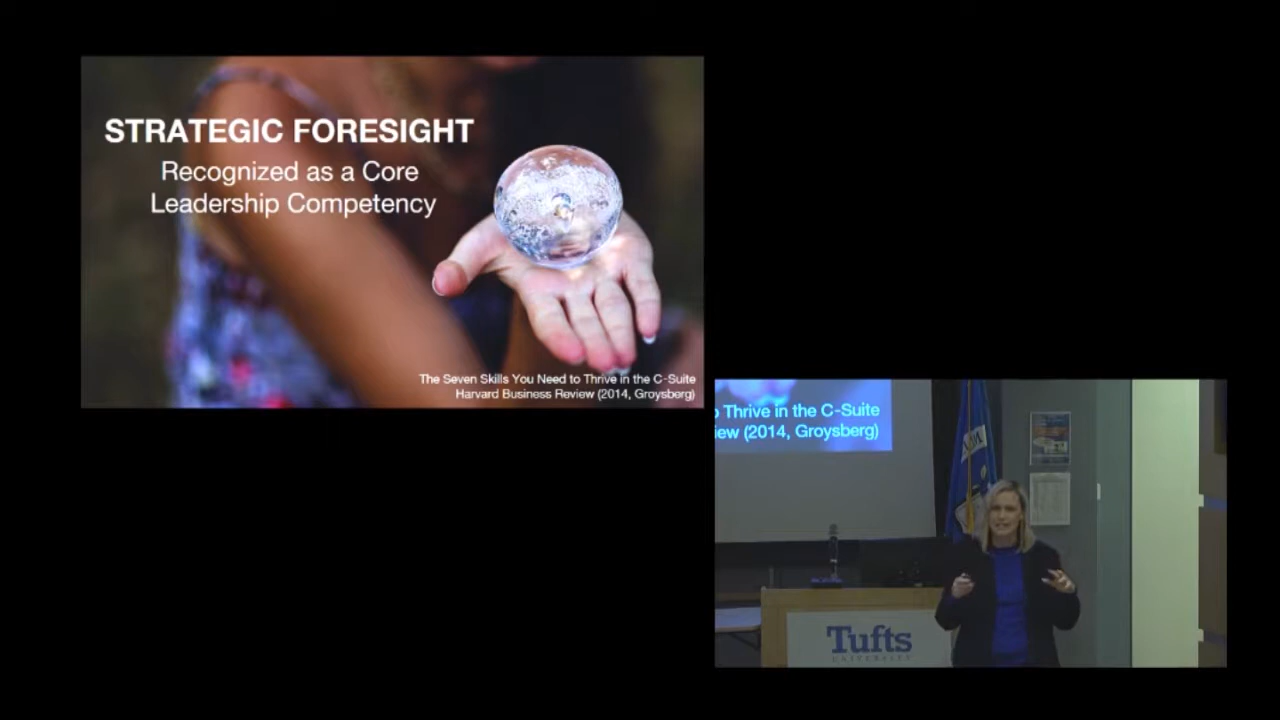 STRATEGIC FORESIGHT
Recognized as a Core
Leadership Competency
The Seven Skills You Need to Thrive in the C-Suite
Harvard Business Review (2014, Groysberg)
Thrive in the C-Suite
(2014, Groysberg)
Tufts
UNIVERSITY